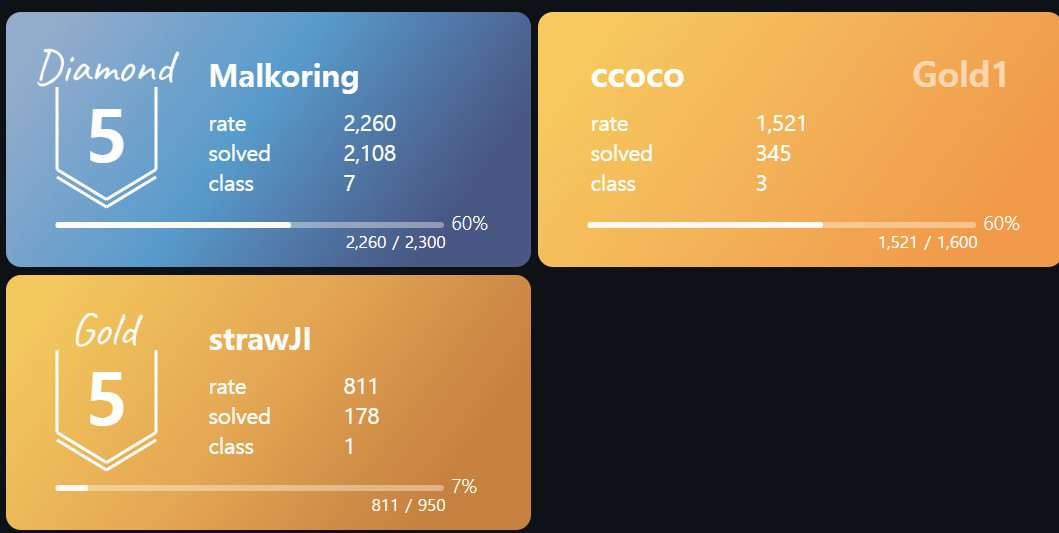 Diamond
5
Malkoring
rate 2,260
solved 2,108
class 7
60%
2,260 / 2,300
ccoco Gold1
rate 1,521
solved 345
class 3
60%
1,521 / 1,600
Gold
5
strawJI
rate 811
solved 178
class 1
7%
811 / 950